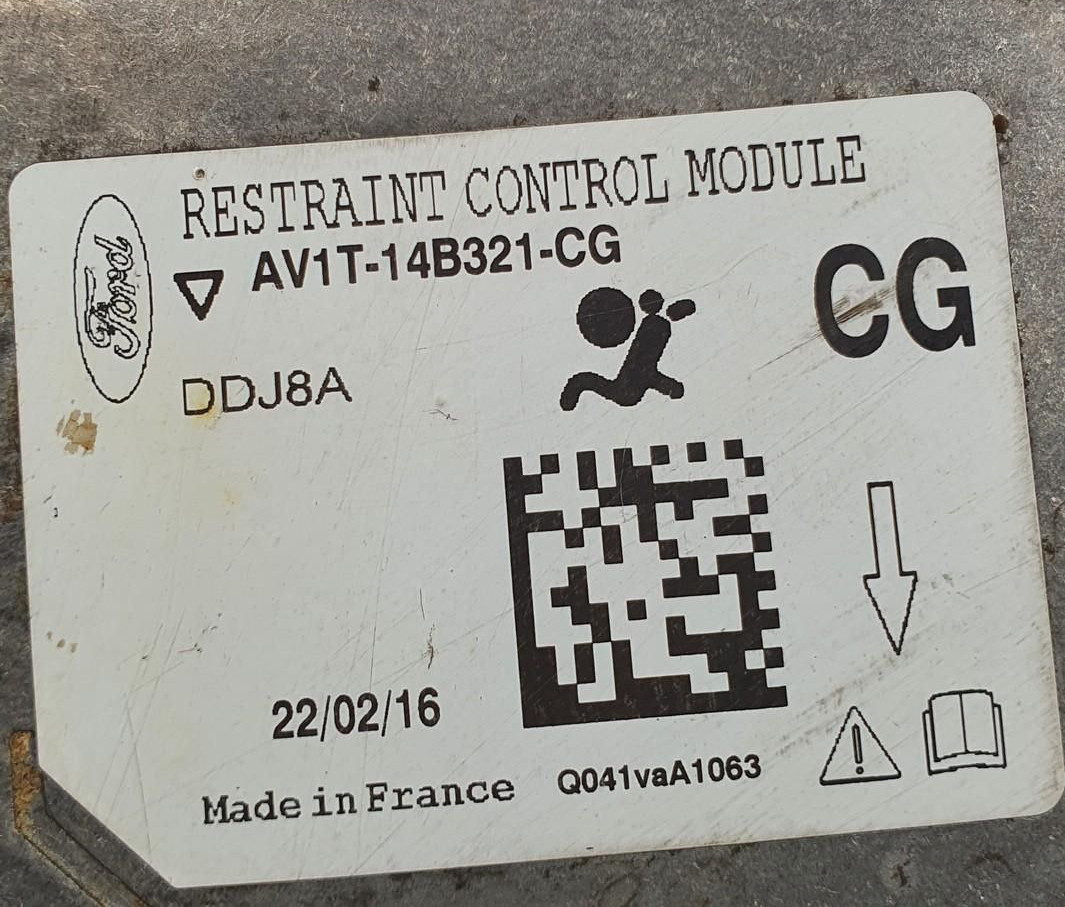 Ford
RESTRAINT CONTROL MODULE
AV1T-14B321-CG
CG
DDJ8A
22/02/16
Made in France
Q041vaA1063